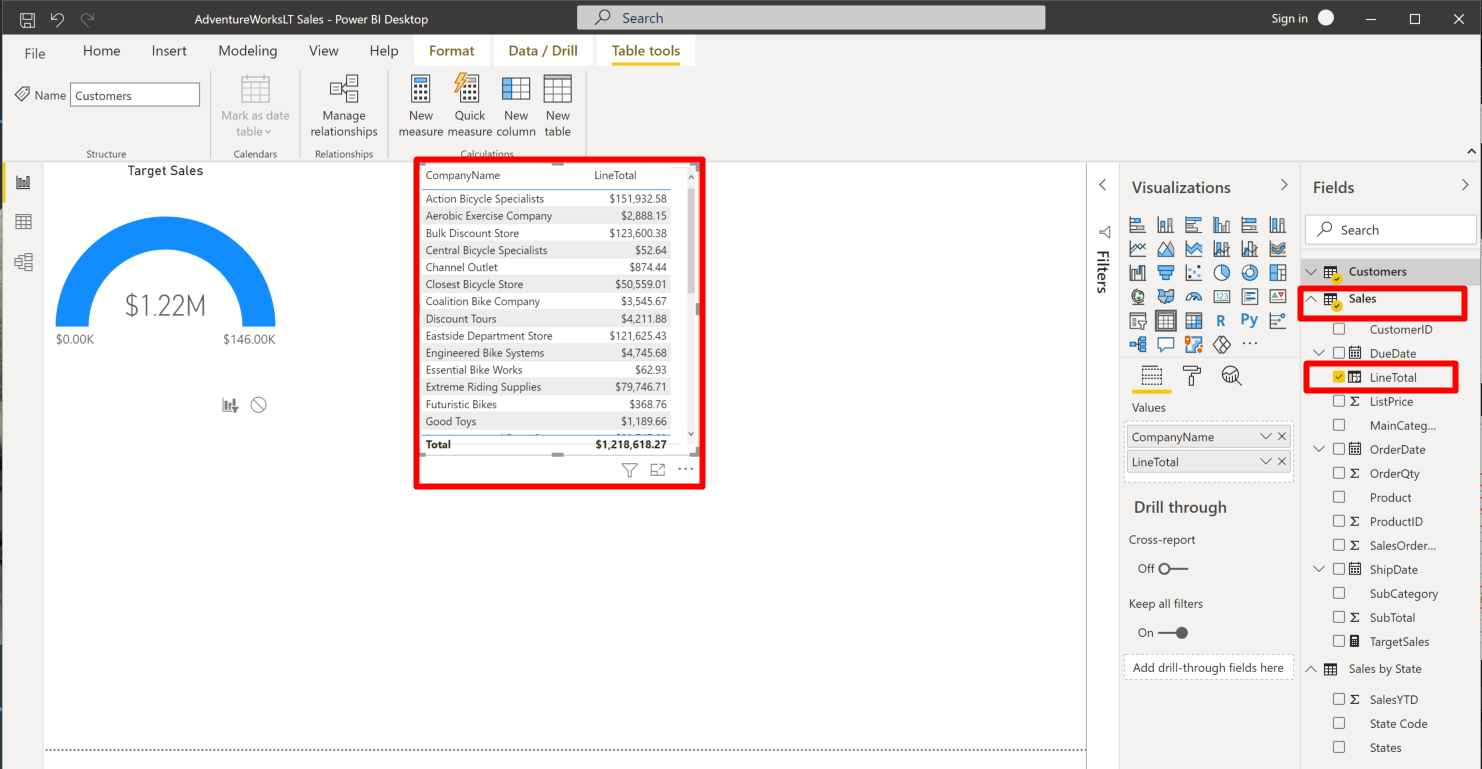 AdventureWorksLT Sales - Power BI Desktop
Search
Sign in
File
Home
Insert
Modeling
View
Help
Format
Data / Drill
Table tools
Name
Customers
Mark as date
table
New
measure
Quick
measure
New
column
New
table
Manage
relationships
Structure
Calendars
Relationships
Calculations
Target Sales
$1.22M
$0.00K
$146.00K
CompanyName LineTotal
Action Bicycle Specialists $151,932.58
Aerobic Exercise Company $2,888.15
Bulk Discount Store $123,600.38
Central Bicycle Specialists $52.64
Channel Outlet $874.44
Closest Bicycle Store $50,559.01
Coalition Bike Company $3,545.67
Discount Tours $4,211.88
Eastside Department Store $121,625.43
Engineered Bike Systems $4,745.68
Essential Bike Works $62.93
Extreme Riding Supplies $79,746.71
Futuristic Bikes $368.76
Good Toys $1,189.66
Total $1,218,618.27
Filters
Visualizations
123
R
Py
Values
CompanyName
LineTotal
Drill through
Cross-report
Off
Keep all filters
On
Add drill-through fields here
Fields
Search
Customers
Sales
CustomerID
DueDate
LineTotal
ListPrice
MainCateg...
OrderDate
OrderQty
Product
ProductID
SalesOrder...
ShipDate
SubCategory
SubTotal
TargetSales
Sales by State
SalesYTD
State Code
States